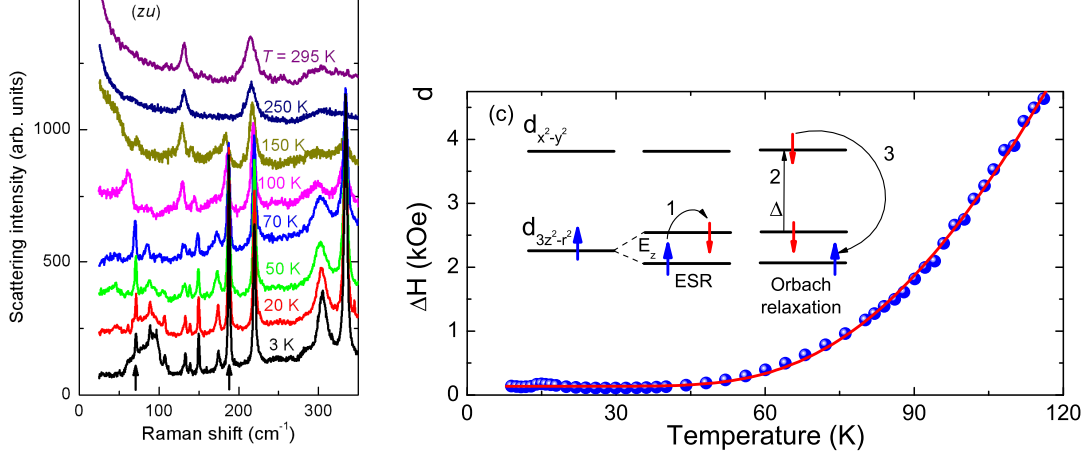 (zu)
T = 295 K
250 K
150 K
100 K
70 K
50 K
20 K
3 K
Scattering intensity (arb. units)
1000
500
0
0 100 200 300
Raman shift (cm⁻¹)
d
(c)
dx²-y²
d3z²-r²
Ez
1
ESR
2
Δ
3
Orbach
relaxation
ΔH (kOe)
4
3
2
1
0
0 30 60 90 120
Temperature (K)